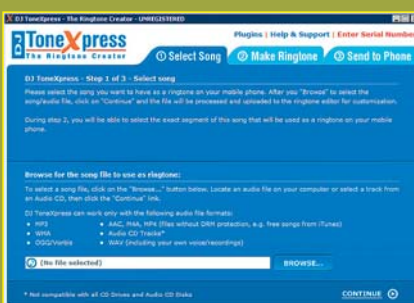 DJ ToneXpress - The Ringtone Creator - UNREGISTERED
ToneXpress
The Ringtone Creator
Plugins | Help & Support | Enter Serial Number
① Select Song
② Make Ringtone
③ Send to Phone
DJ ToneXpress - Step 1 of 3 - Select song
Please select the song you want to have as a ringtone on your mobile phone. After you "Browse" to select the
song/audio file, click on "Continue" and the file will be processed and uploaded to the ringtone editor for customization.
During step 2, you will be able to select the exact segment of this song that will be used as a ringtone on your mobile
phone.
Browse for the song file to use as ringtone:
To select a song file, click on the "Browse..." button below. Locate an audio file on your computer or select a track from
an Audio CD, then click the "Continue" link.
DJ ToneXpress can work only with the following audio file formats:
• MP3
• WMA
• OGG/Vorbis
• AAC, M4A, MP4 (files without DRM protection, e.g. free songs from iTunes)
• Audio CD Tracks*
• WAV (including your own voice/recordings)
(No file selected)
BROWSE...
* Not compatible with all CD Drives and Audio CD Disks
CONTINUE